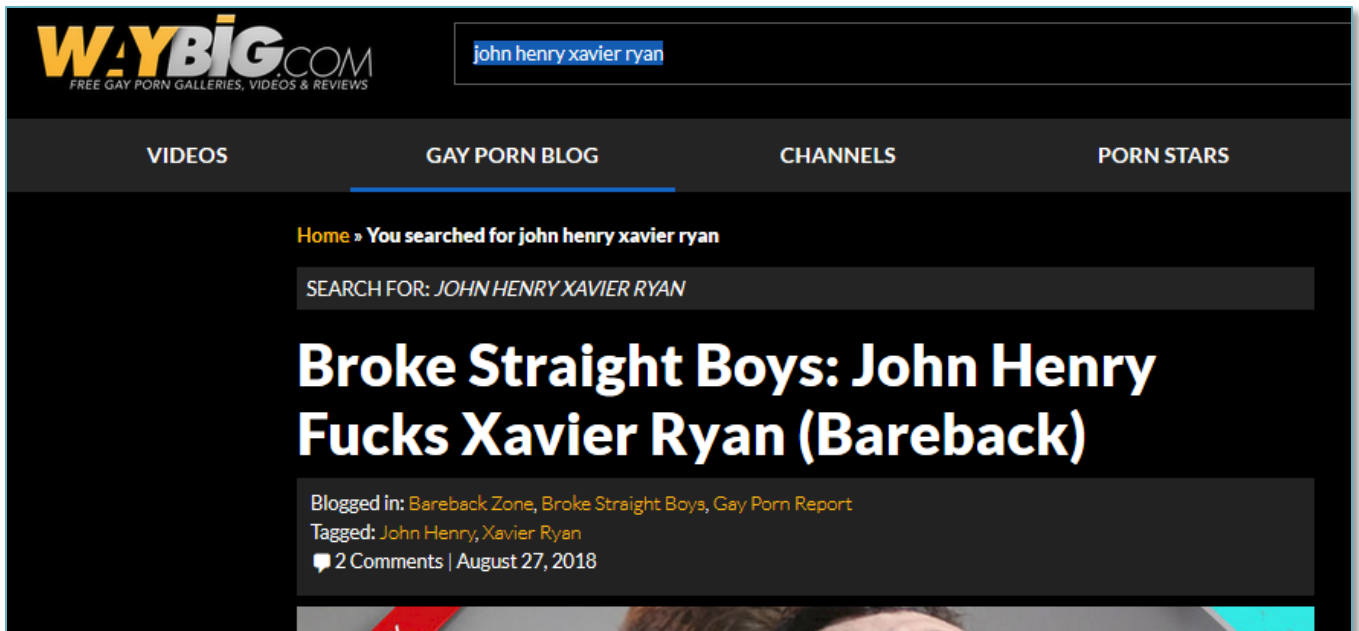 WAYBIG.COM
FREE GAY PORN GALLERIES, VIDEOS & REVIEWS
john henry xavier ryan
VIDEOS
GAY PORN BLOG
CHANNELS
PORN STARS
Home » You searched for john henry xavier ryan
SEARCH FOR: JOHN HENRY XAVIER RYAN
Broke Straight Boys: John Henry
Fucks Xavier Ryan (Bareback)
Blogged in: Bareback Zone, Broke Straight Boys, Gay Porn Report
Tagged: John Henry, Xavier Ryan
2 Comments | August 27, 2018